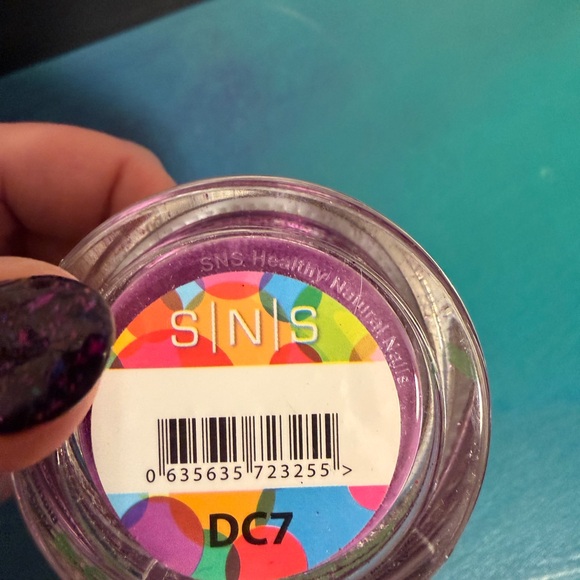 SNS Healthy Natural Nails
S|N|S
0 635635 723255 >
DC7